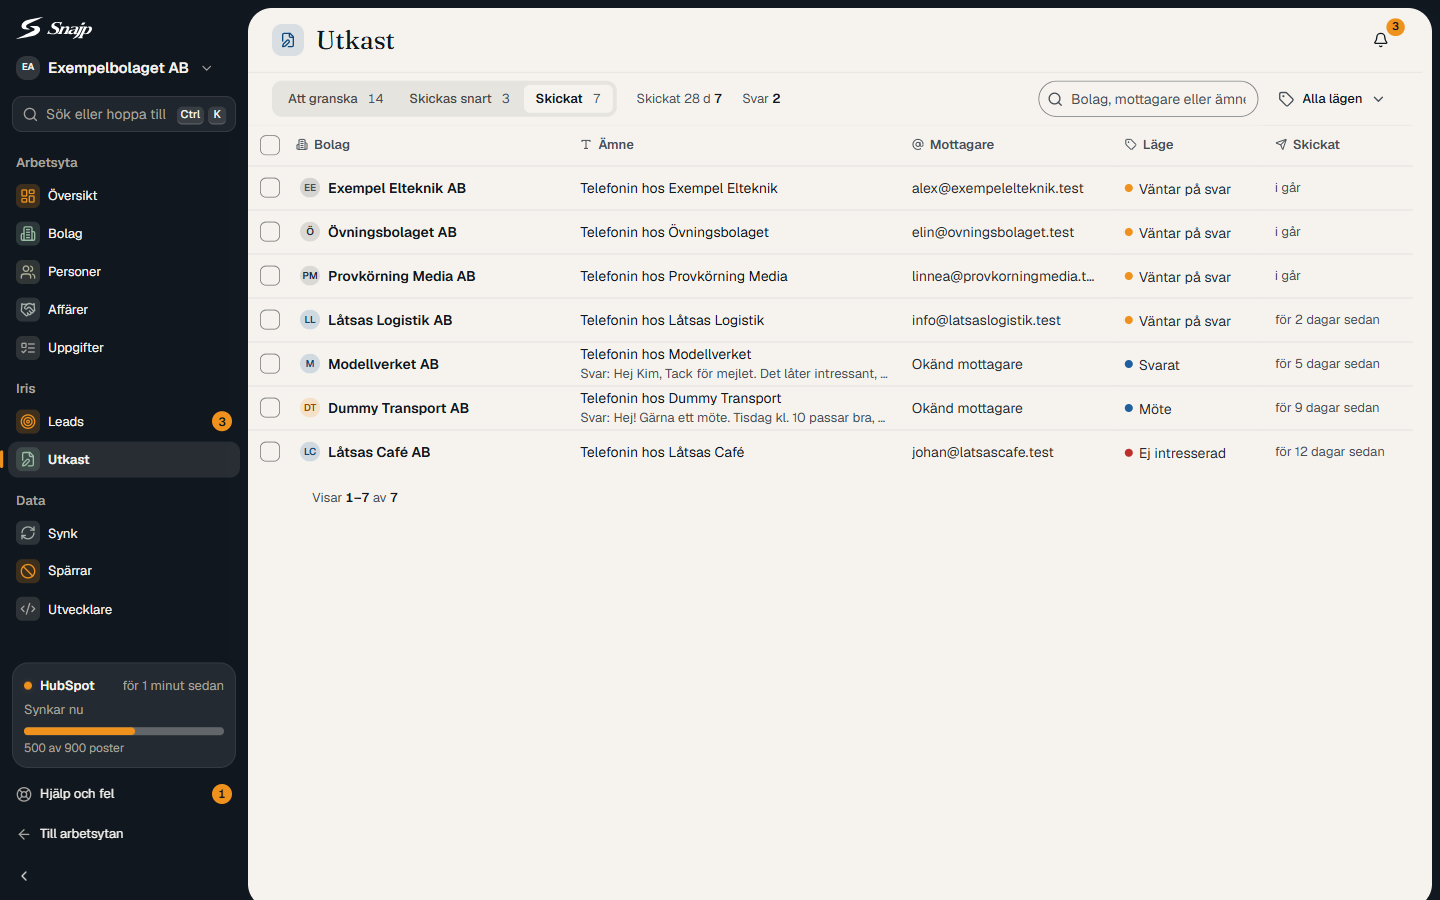 Snajp
EA Exempelbolaget AB
Sök eller hoppa till Ctrl K
Arbetsyta
Översikt
Bolag
Personer
Affärer
Uppgifter
Iris
Leads 3
Utkast
Data
Synk
Spärrar
Utvecklare
HubSpot för 1 minut sedan
Synkar nu
500 av 900 poster
Hjälp och fel 1
Till arbetsytan
Utkast
3
Att granska 14 Skickas snart 3 Skickat 7 Skickat 28 d 7 Svar 2
Bolag, mottagare eller ämne Alla lägen
Bolag Ämne Mottagare Läge Skickat
EE Exempel Elteknik AB Telefonin hos Exempel Elteknik alex@exempelelteknik.test Väntar på svar i går
Ö Övningsbolaget AB Telefonin hos Övningsbolaget elin@ovningsbolaget.test Väntar på svar i går
PM Provkörning Media AB Telefonin hos Provkörning Media linnea@provkorningmedia.t... Väntar på svar i går
LL Låtsas Logistik AB Telefonin hos Låtsas Logistik info@latsaslogistik.test Väntar på svar för 2 dagar sedan
M Modellverket AB Telefonin hos Modellverket Okänd mottagare Svarat för 5 dagar sedan
Svar: Hej Kim, Tack för mejlet. Det låter intressant, ...
DT Dummy Transport AB Telefonin hos Dummy Transport Okänd mottagare Möte för 9 dagar sedan
Svar: Hej! Gärna ett möte. Tisdag kl. 10 passar bra, ...
LC Låtsas Café AB Telefonin hos Låtsas Café johan@latsascafe.test Ej intresserad för 12 dagar sedan
Visar 1–7 av 7